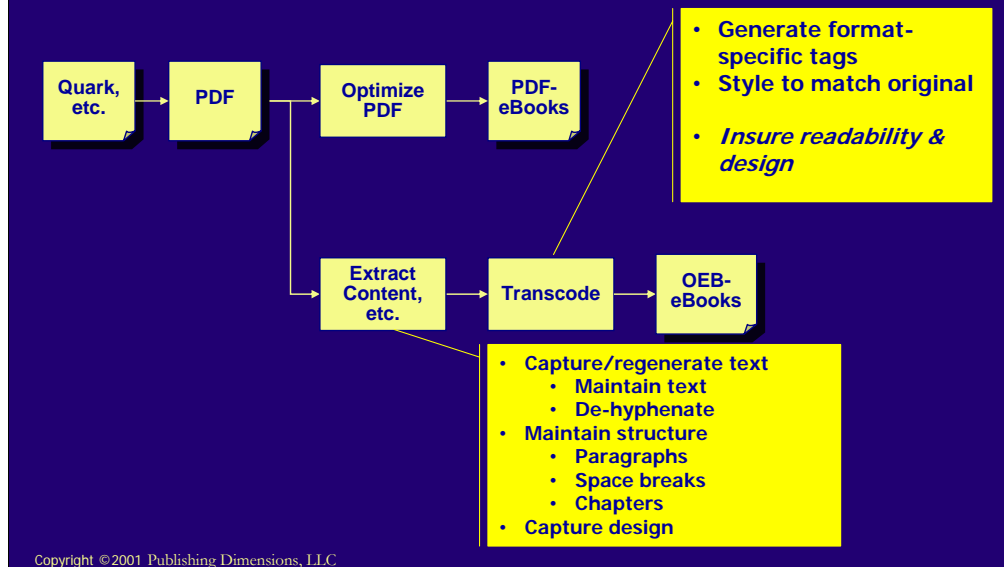 Quark,
etc.
PDF
Optimize
PDF
PDF-
eBooks
• Generate format-
specific tags
• Style to match original
• Insure readability &
design
Extract
Content,
etc.
Transcode
OEB-
eBooks
• Capture/regenerate text
• Maintain text
• De-hyphenate
• Maintain structure
• Paragraphs
• Space breaks
• Chapters
• Capture design
Copyright ©2001 Publishing Dimensions, LLC